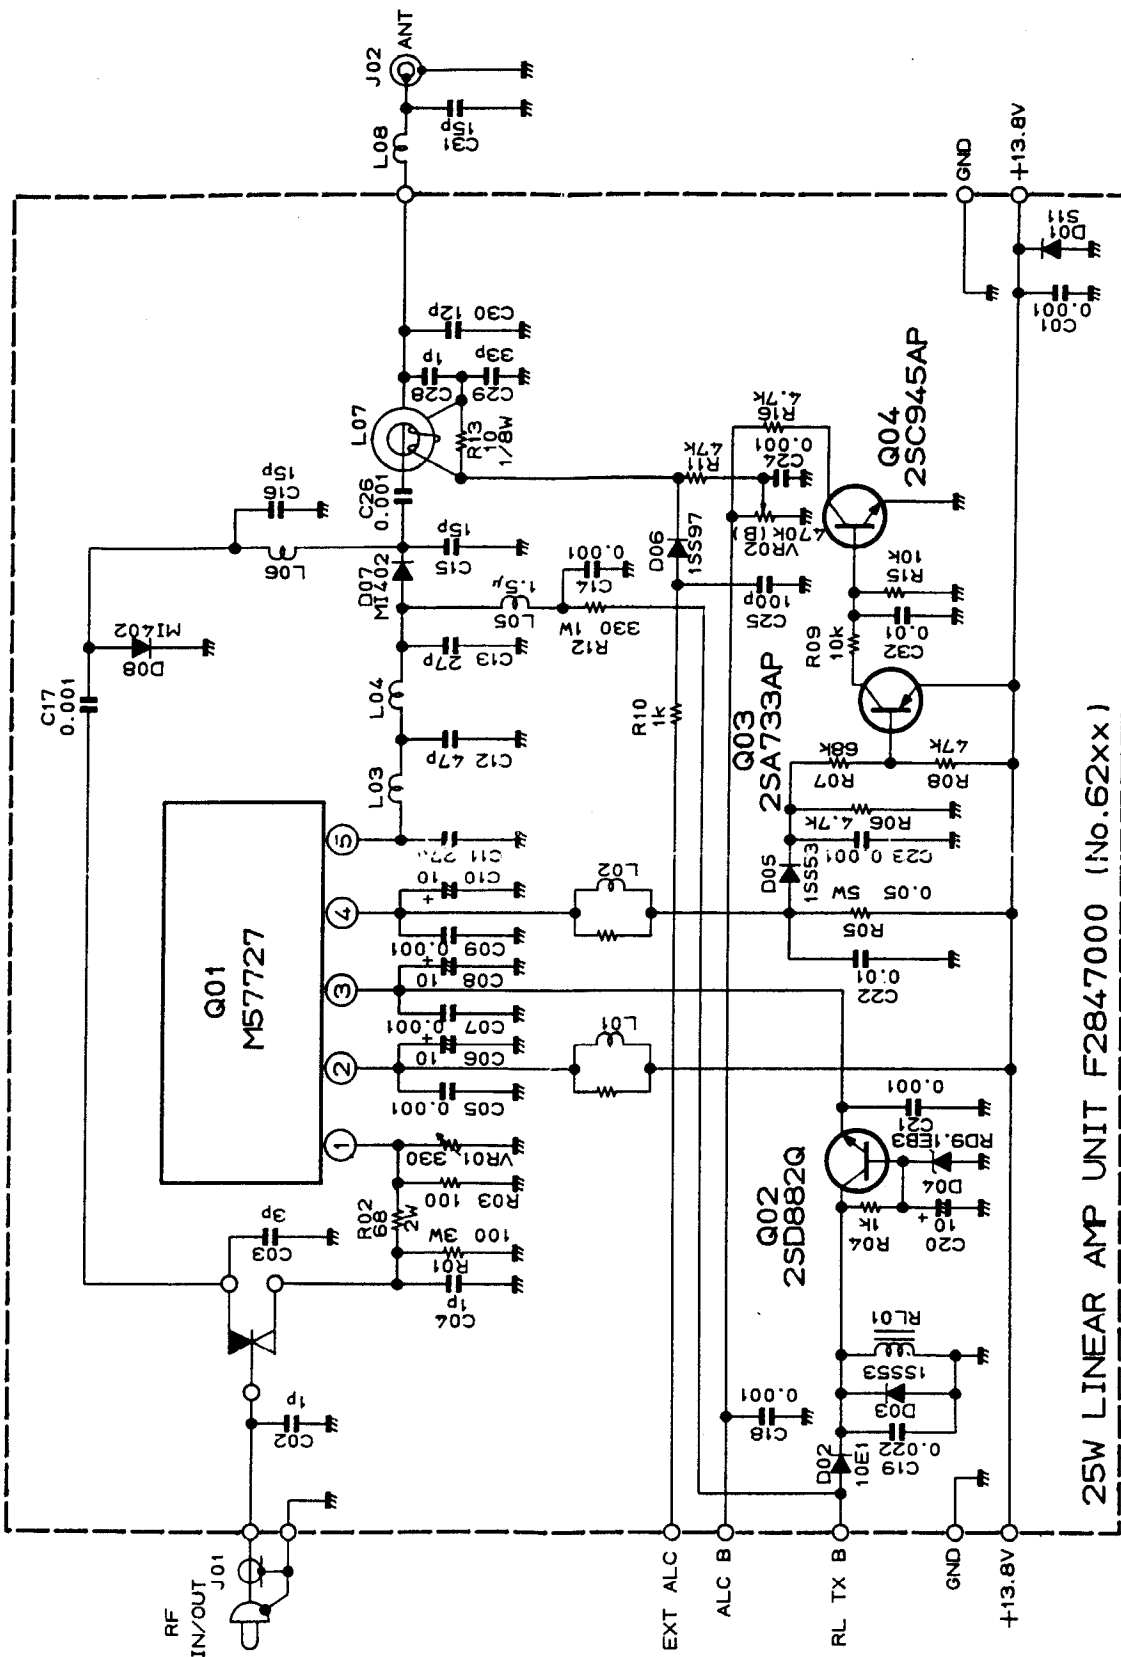 25W LINEAR AMP UNIT F2847000 (No.62xx)
RF
IN/OUT
J01
C02
1p
C03
3p
C17
0.001
D08
MI402
L06
C16
15p
Q01
M57727
1
2
3
4
5
R02
68
2W
C04
1p
R01
3W
100
R03
100
VR01
330
C05
0.001
C06
10
+
C07
0.001
C08
10
+
C09
0.001
C10
10
+
C11
L03
C12
47p
L04
C13
27p
D07
MI402
C15
15p
C26
0.001
L07
R13
10
1/8W
C28
1p
C29
33p
C30
12p
L08
C31
15p
J02
ANT
L05
1.5μ
C14
0.001
R12
330 1W
L01
L02
R10
1k
D06
1SS97
C25
100p
R11
47k
C24
0.001
VR02
470k(B)
R16
4.7k
Q04
2SC945AP
R15
10k
C32
0.01
R09
10k
Q03
2SA733AP
R07
68k
R08
47k
R06
4.7k
C23
0.001
D05
1SS53
R05
5W
0.05
C22
0.01
Q02
2SD882Q
C21
0.001
D04
RD9.1EB3
R04
1k
C20
10
+
RL01
D03
1SS53
C19
0.022
D02
10E1
C18
0.001
EXT ALC
ALC B
RL TX B
GND
+13.8V
GND
+13.8V
D01
S11
C01
0.001